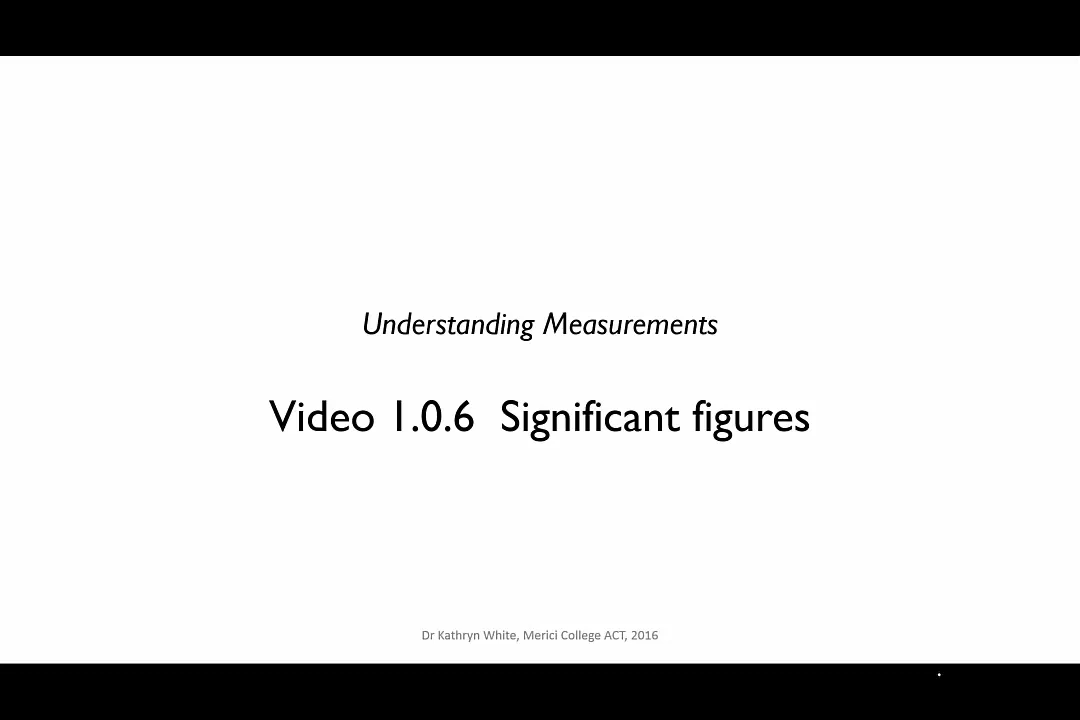 Understanding Measurements
Video 1.0.6 Significant figures
Dr Kathryn White, Merici College ACT, 2016